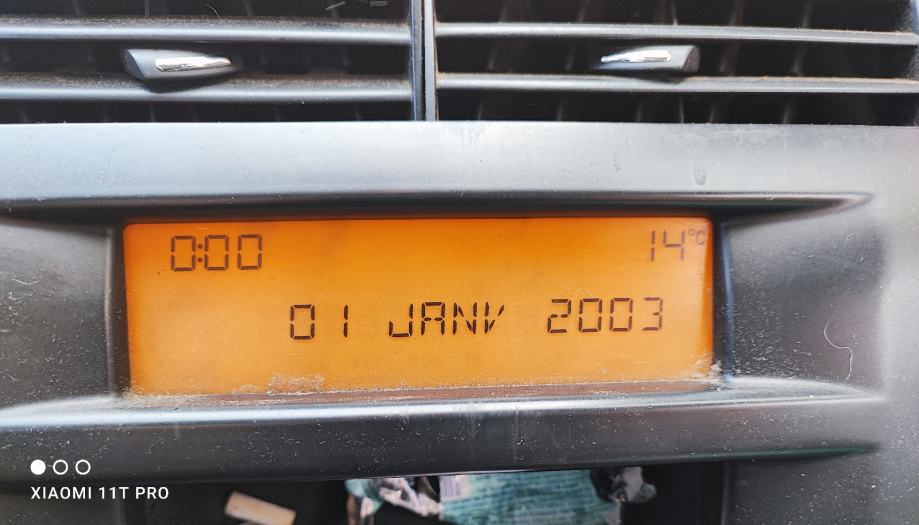 0:00 14°C
01 JANV 2003
XIAOMI 11T PRO